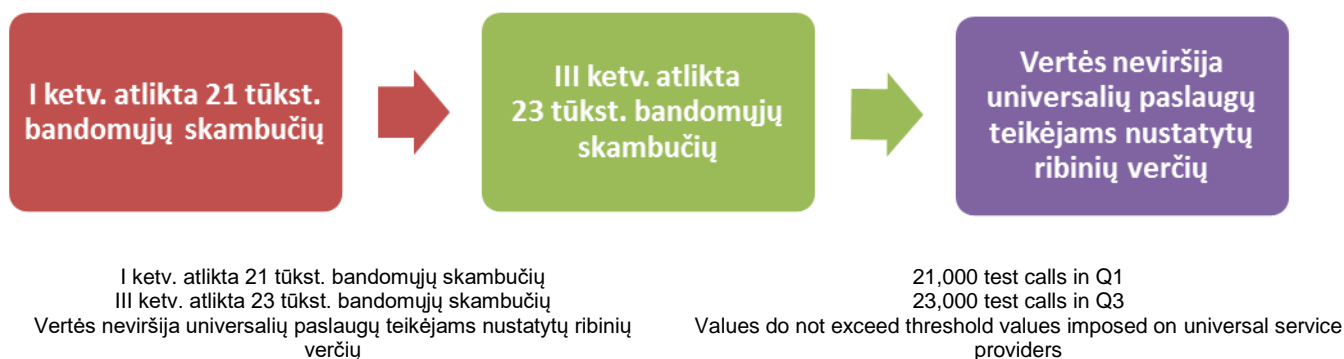 I ketv. atlikta 21 tūkst.
bandomųjų skambučių
III ketv. atlikta
23 tūkst. bandomųjų
skambučių
Vertės neviršija
universalių paslaugų
teikėjams nustatytų
ribinių verčių
I ketv. atlikta 21 tūkst. bandomųjų skambučių
III ketv. atlikta 23 tūkst. bandomųjų skambučių
Vertės neviršija universalių paslaugų teikėjams nustatytų ribinių
verčių
21,000 test calls in Q1
23,000 test calls in Q3
Values do not exceed threshold values imposed on universal service
providers